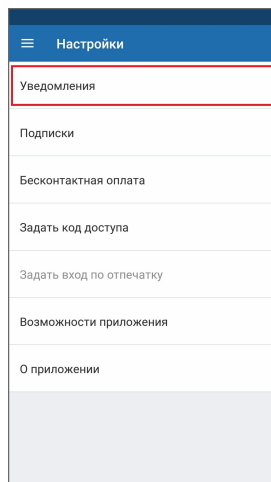 Настройки
Уведомления
Подписки
Бесконтактная оплата
Задать код доступа
Задать вход по отпечатку
Возможности приложения
О приложении